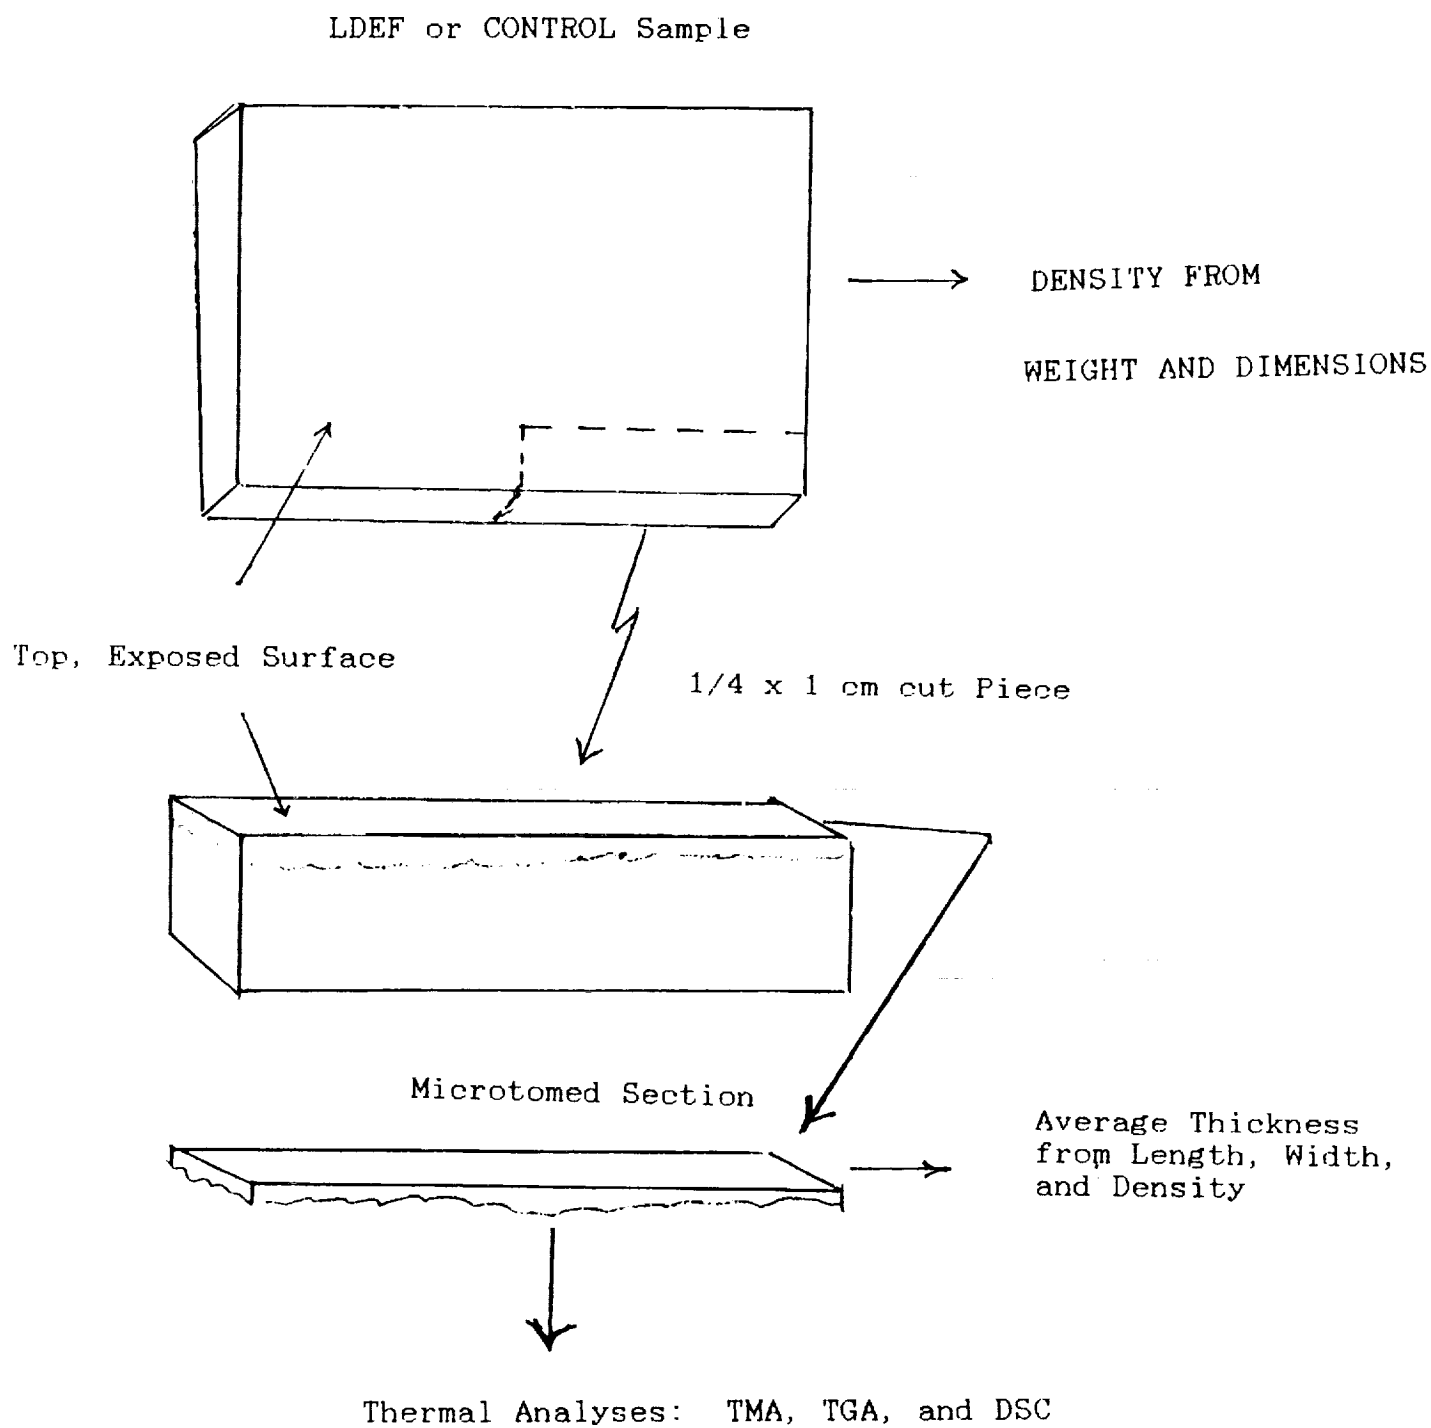 LDEF or CONTROL Sample
DENSITY FROM
WEIGHT AND DIMENSIONS
Top, Exposed Surface
1/4 x 1 cm cut Piece
Microtomed Section
Average Thickness
from Length, Width,
and Density
Thermal Analyses: TMA, TGA, and DSC